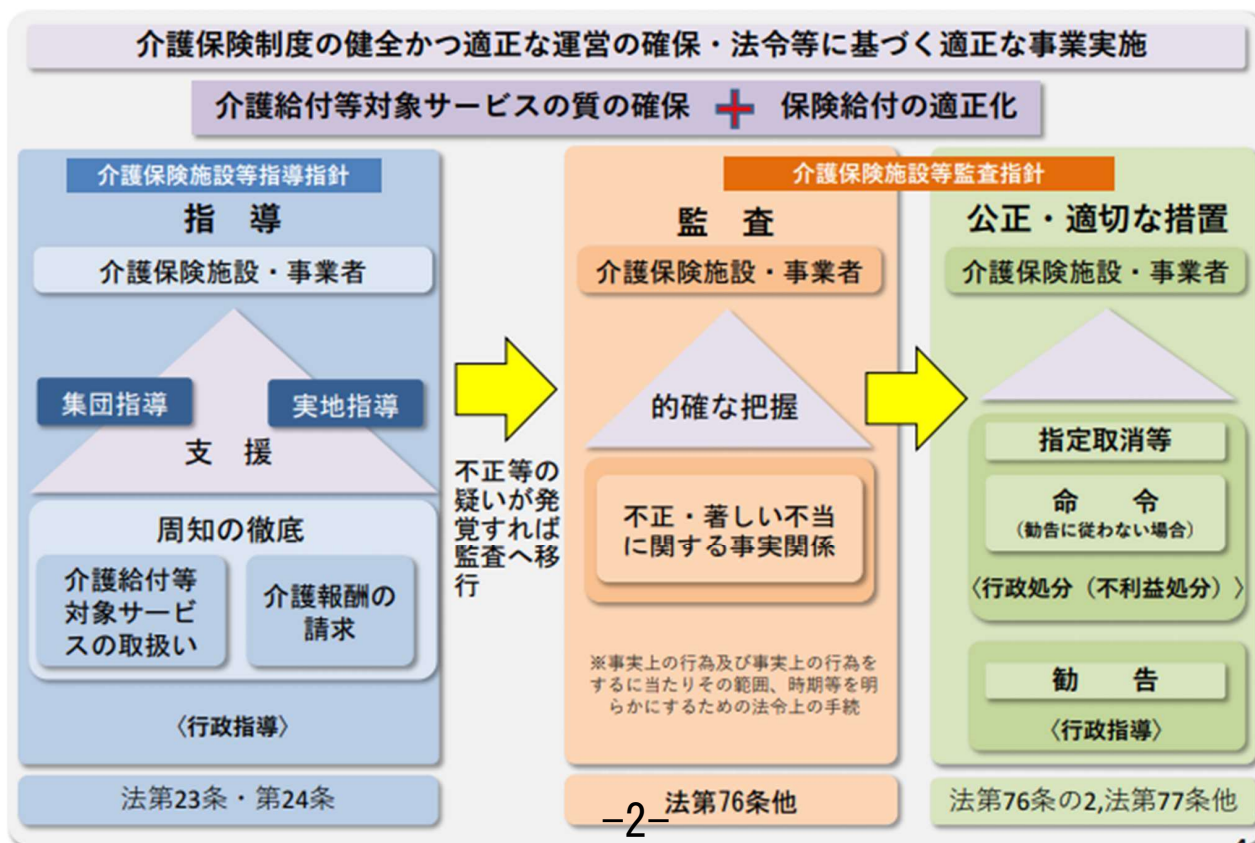 介護保険制度の健全かつ適正な運営の確保・法令等に基づく適正な事業実施
介護給付等対象サービスの質の確保 + 保険給付の適正化
介護保険施設等指導指針
指 導
介護保険施設・事業者
集団指導
実地指導
支 援
周知の徹底
介護給付等
対象サービ
スの取扱い
介護報酬の
請求
〈行政指導〉
法第23条・第24条
不正等の
疑いが発
覚すれば
監査へ移
行
介護保険施設等監査指針
監 査
介護保険施設・事業者
的確な把握
不正・著しい不当
に関する事実関係
※事実上の行為及び事実上の行為を
するに当たりその範囲、時期等を明
らかにするための法令上の手続
法第76条他
公正・適切な措置
介護保険施設・事業者
指定取消等
命 令
(勧告に従わない場合)
〈行政処分（不利益処分）〉
勧 告
〈行政指導〉
法第76条の2,法第77条他
−2−